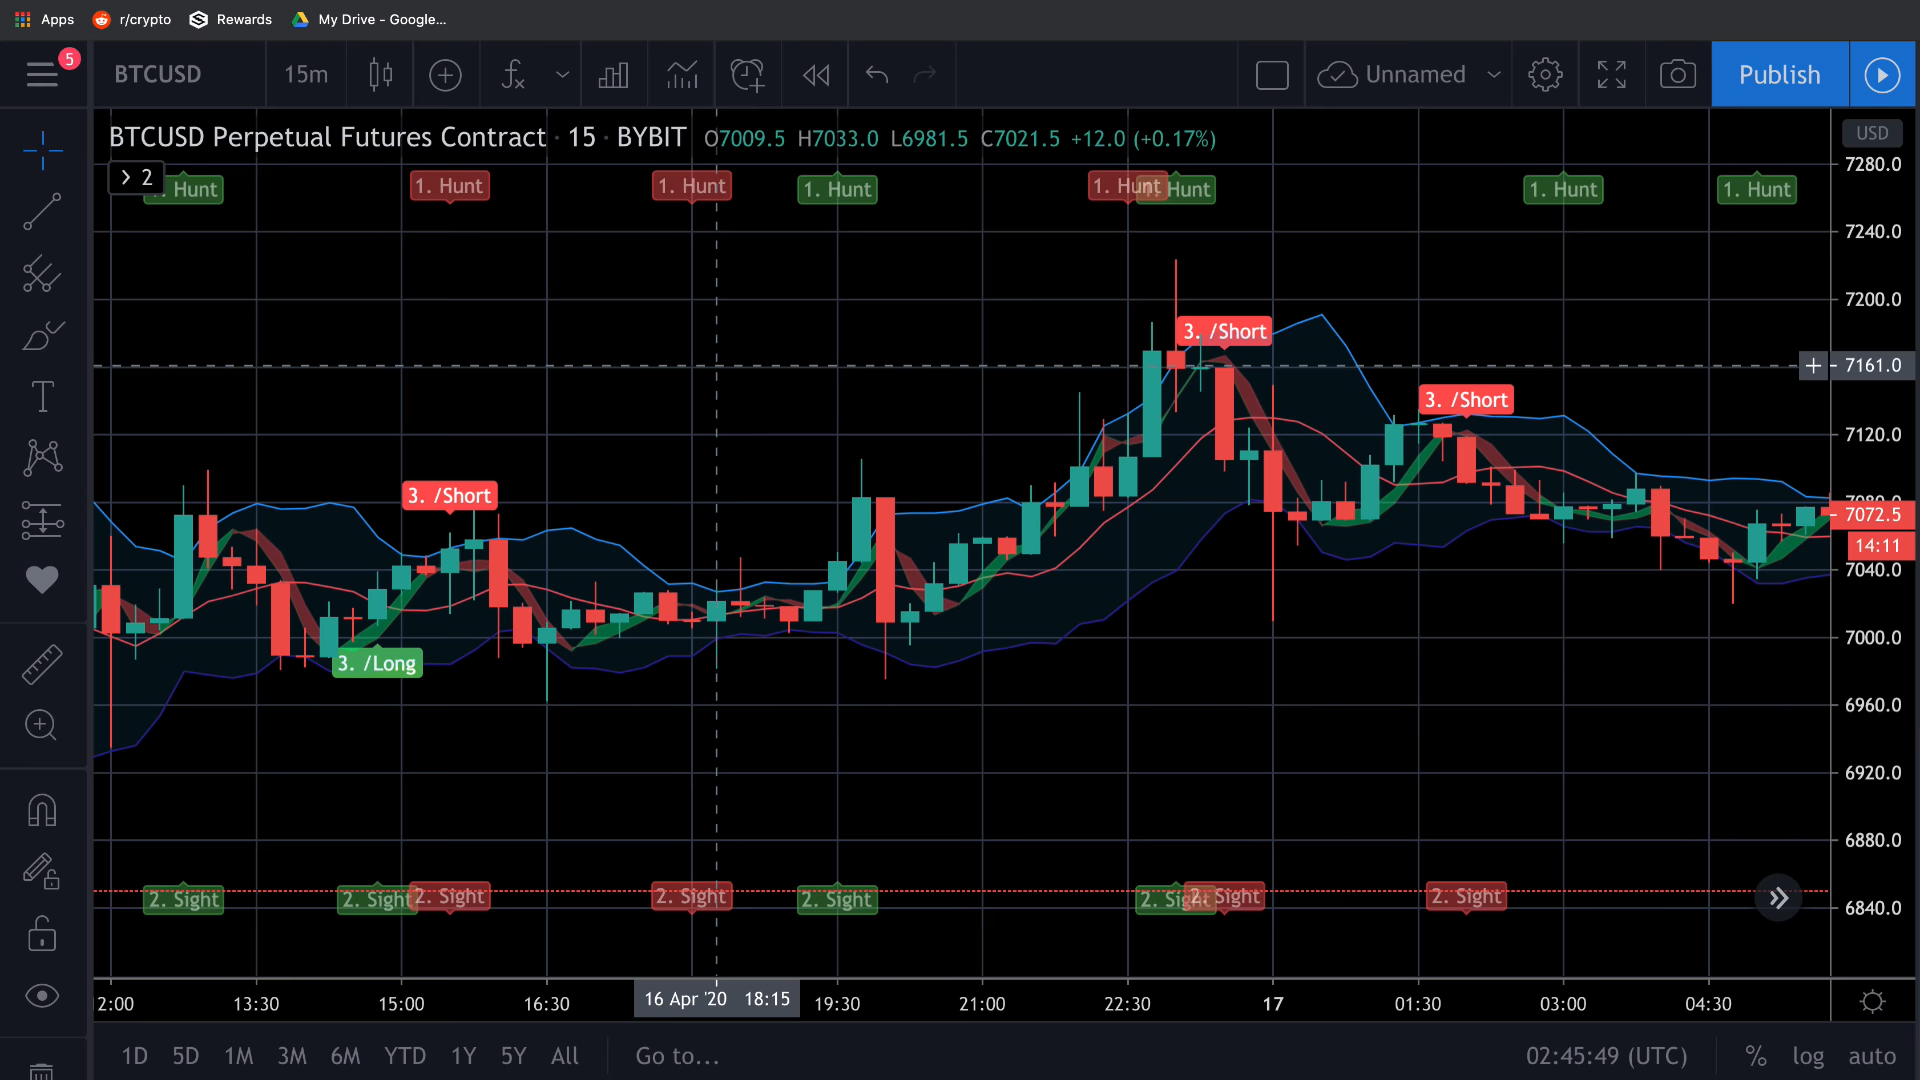 Apps r/crypto Rewards My Drive - Google...
5 BTCUSD 15m Unnamed Publish
BTCUSD Perpetual Futures Contract · 15 · BYBIT O7009.5 H7033.0 L6981.5 C7021.5 +12.0 (+0.17%)
USD
7280.0
2
Hunt 1. Hunt 1. Hunt 1. Hunt 1. Hunt Hunt 1. Hunt 1. Hunt
7240.0
7200.0
3. /Short
7161.0
3. /Short
7120.0
3. /Short
7080.0
7072.5
14:11
7040.0
7000.0
3. /Long
6960.0
6920.0
6880.0
2. Sight 2. Sight 2. Sight 2. Sight 2. Sight 2. Sight 2. Sight 2. Sight
6840.0
12:00 13:30 15:00 16:30 16 Apr '20 18:15 19:30 21:00 22:30 17 01:30 03:00 04:30
1D 5D 1M 3M 6M YTD 1Y 5Y All Go to... 02:45:49 (UTC) % log auto